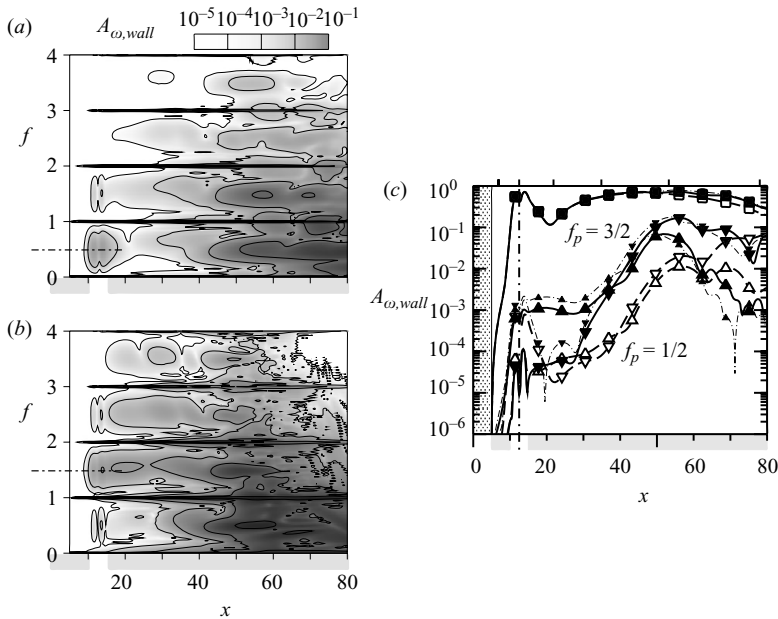 (a) A_{ω,wall} 10^{−5} 10^{−4} 10^{−3} 10^{−2} 10^{−1}
4
3
f
2
1
0
(b)
4
3
f
2
1
0
20 40 60 80
x
(c)
10^0
10^{−1}
f_p = 3/2
10^{−2}
A_{ω,wall} 10^{−3}
10^{−4}
f_p = 1/2
10^{−5}
10^{−6}
0 20 40 60 80
x